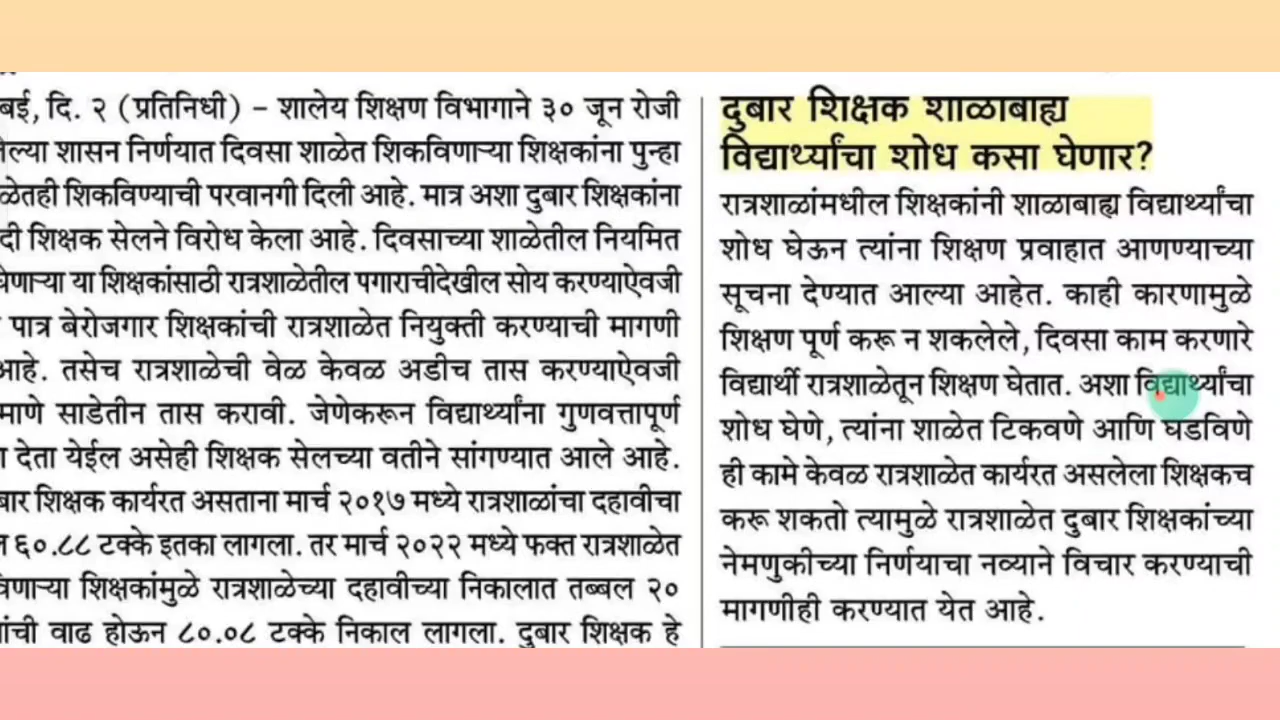 बई, दि. २ (प्रतिनिधी) – शालेय शिक्षण विभागाने ३० जून रोजी
ल्या शासन निर्णयात दिवसा शाळेत शिकविणाऱ्या शिक्षकांना पुन्हा
ळेतही शिकविण्याची परवानगी दिली आहे. मात्र अशा दुबार शिक्षकांना
दी शिक्षक सेलने विरोध केला आहे. दिवसाच्या शाळेतील नियमित
घेणाऱ्या या शिक्षकांसाठी रात्रशाळेतील पगाराचीदेखील सोय करण्याऐवजी
पात्र बेरोजगार शिक्षकांची रात्रशाळेत नियुक्ती करण्याची मागणी
आहे. तसेच रात्रशाळेची वेळ केवळ अडीच तास करण्याऐवजी
माणे साडेतीन तास करावी. जेणेकरून विद्यार्थ्यांना गुणवत्तापूर्ण
देता येईल असेही शिक्षक सेलच्या वतीने सांगण्यात आले आहे.
बार शिक्षक कार्यरत असताना मार्च २०१७ मध्ये रात्रशाळांचा दहावीचा
६०.८८ टक्के इतका लागला. तर मार्च २०२२ मध्ये फक्त रात्रशाळेत
विणाऱ्या शिक्षकांमुळे रात्रशाळेच्या दहावीच्या निकालात तब्बल २०
ांची वाढ होऊन ८०.०८ टक्के निकाल लागला. दुबार शिक्षक हे
दुबार शिक्षक शाळाबाह्य
विद्यार्थ्यांचा शोध कसा घेणार?
रात्रशाळांमधील शिक्षकांनी शाळाबाह्य विद्यार्थ्यांचा
शोध घेऊन त्यांना शिक्षण प्रवाहात आणण्याच्या
सूचना देण्यात आल्या आहेत. काही कारणामुळे
शिक्षण पूर्ण करू न शकलेले, दिवसा काम करणारे
विद्यार्थी रात्रशाळेतून शिक्षण घेतात. अशा विद्यार्थ्यांचा
शोध घेणे, त्यांना शाळेत टिकवणे आणि घडविणे
ही कामे केवळ रात्रशाळेत कार्यरत असलेला शिक्षकच
करू शकतो त्यामुळे रात्रशाळेत दुबार शिक्षकांच्या
नेमणुकीच्या निर्णयाचा नव्याने विचार करण्याची
मागणीही करण्यात येत आहे.